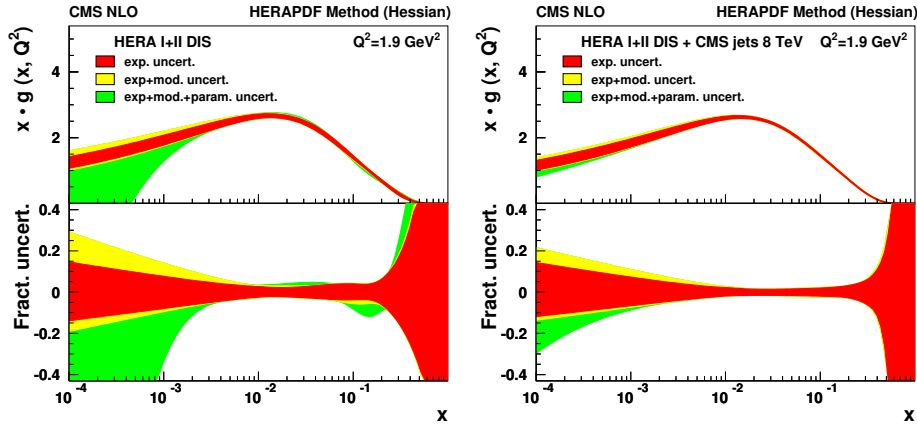 CMS NLO HERAPDF Method (Hessian)
HERA I+II DIS Q²=1.9 GeV²
exp. uncert.
exp+mod. uncert.
exp+mod.+param. uncert.
x • g (x, Q²)
4
2
Fract. uncert.
0.4
0.2
0
-0.2
-0.4
10⁻⁴ 10⁻³ 10⁻² 10⁻¹
x
CMS NLO HERAPDF Method (Hessian)
HERA I+II DIS + CMS jets 8 TeV Q²=1.9 GeV²
exp. uncert.
exp+mod. uncert.
exp+mod.+param. uncert.
x • g (x, Q²)
4
2
Fract. uncert.
0.4
0.2
0
-0.2
-0.4
10⁻⁴ 10⁻³ 10⁻² 10⁻¹
x